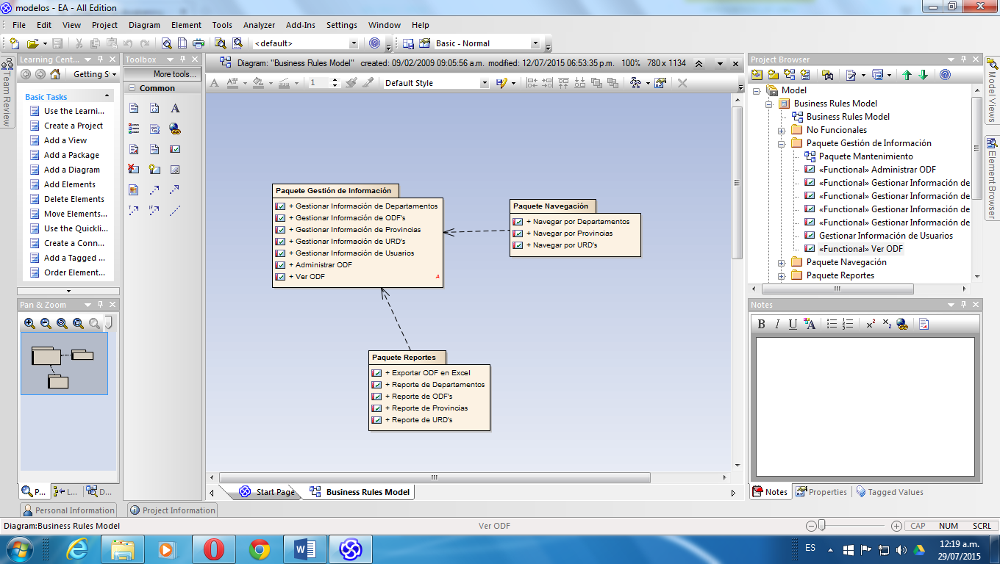 modelos - EA - All Edition
File Edit View Project Diagram Element Tools Analyzer Add-Ins Settings Window Help
<default> Basic - Normal
Team Review
Learning Cent...
Getting S
Basic Tasks
Use the Learni...
Create a Project
Add a View
Add a Package
Add a Diagram
Add Elements
Delete Elements
Move Elements...
Use the Quickli...
Create a Conn...
Add a Tagged ...
Order Element...
Pan & Zoom
P... L... D...
Toolbox
More tools...
Common
Diagram: "Business Rules Model" created: 09/02/2009 09:05:56 a.m. modified: 12/07/2015 06:53:35 p.m. 100% 780 x 1134
1 Default Style
Paquete Gestión de Información
+ Gestionar Información de Departamentos
+ Gestionar Información de ODF's
+ Gestionar Información de Provincias
+ Gestionar Información de URD's
+ Gestionar Información de Usuarios
+ Administrar ODF
+ Ver ODF
A
Paquete Navegación
+ Navegar por Departamentos
+ Navegar por Provincias
+ Navegar por URD's
Paquete Reportes
+ Exportar ODF en Excel
+ Reporte de Departamentos
+ Reporte de ODF's
+ Reporte de Provincias
+ Reporte de URD's
Start Page Business Rules Model
Project Browser
Model
Business Rules Model
Business Rules Model
No Funcionales
Paquete Gestión de Información
Paquete Mantenimiento
«Functional» Administrar ODF
«Functional» Gestionar Información de
«Functional» Gestionar Información de
«Functional» Gestionar Información de
«Functional» Gestionar Información de
Gestionar Información de Usuarios
«Functional» Ver ODF
Paquete Navegación
Paquete Reportes
Notes
B I U A x² x₂
Notes Properties Tagged Values
Model Views
Element Browser
Personal Information Project Information
Diagram:Business Rules Model Ver ODF CAP NUM SCRL
ES 12:19 a.m.
29/07/2015